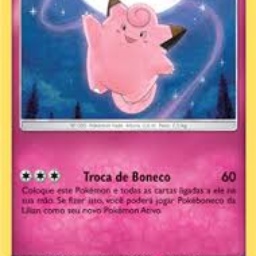 Troca de Boneco 60
Coloque este Pokémon e todas as cartas ligadas a ele na
sua mão. Se fizer isso, você poderá jogar Pokéboneco da
Lilian como seu novo Pokémon Ativo.